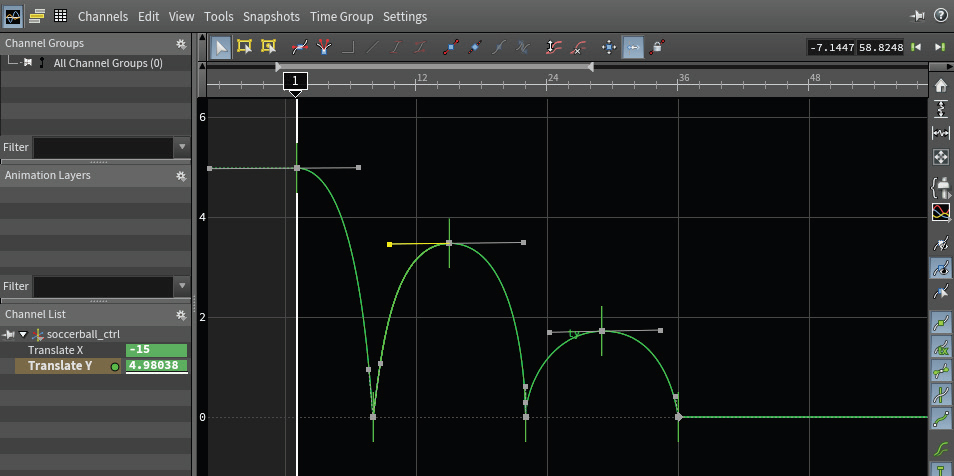 Channels Edit View Tools Snapshots Time Group Settings
Channel Groups
All Channel Groups (0)
Filter
Animation Layers
Filter
Channel List
soccerball_ctrl
Translate X -15
Translate Y 4.98038
-7.1447 58.8248
1 12 24 36 48
6
4
2
0
ty